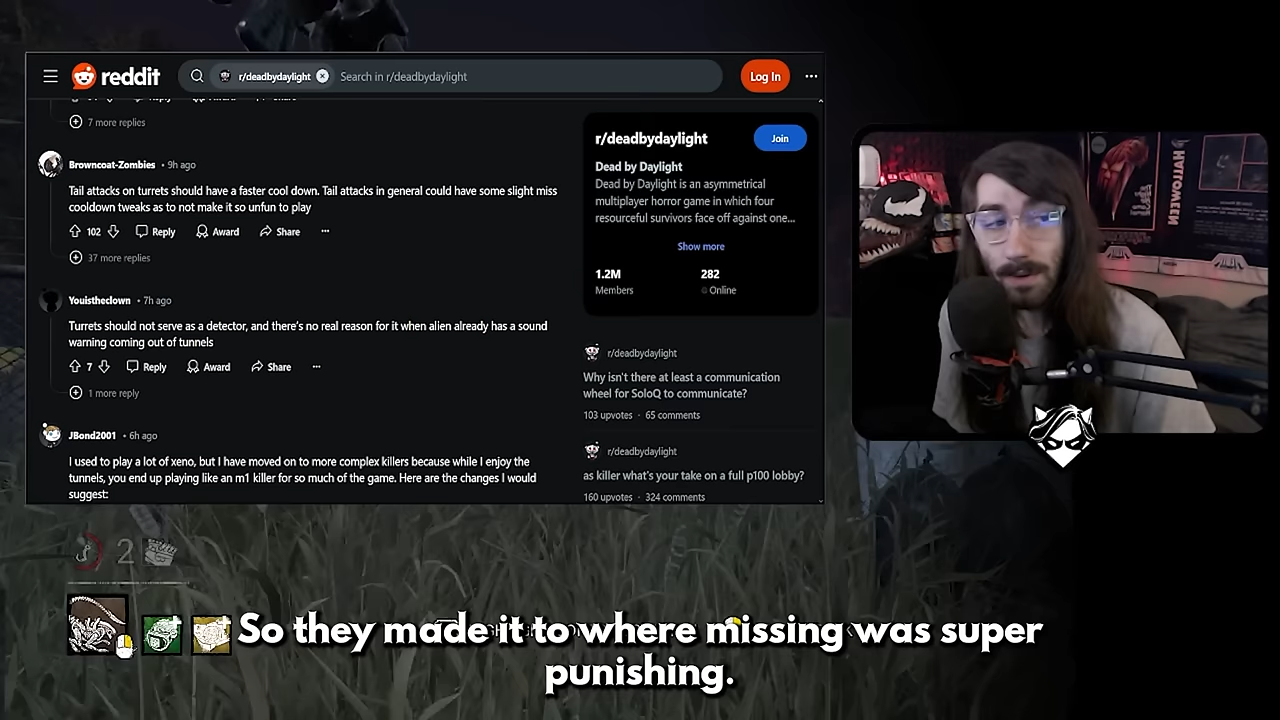 reddit
r/deadbydaylight
Search in r/deadbydaylight
Log In
7 more replies
Browncoat-Zombies • 9h ago
Tail attacks on turrets should have a faster cool down. Tail attacks in general could have some slight miss
cooldown tweaks as to not make it so unfun to play
102 Reply Award Share
37 more replies
Youistheclown • 7h ago
Turrets should not serve as a detector, and there's no real reason for it when alien already has a sound
warning coming out of tunnels
7 Reply Award Share
1 more reply
JBond2001 • 6h ago
I used to play a lot of xeno, but I have moved on to more complex killers because while I enjoy the
tunnels, you end up playing like an m1 killer for so much of the game. Here are the changes I would
suggest:
r/deadbydaylight
Join
Dead by Daylight
Dead by Daylight is an asymmetrical
multiplayer horror game in which four
resourceful survivors face off against one...
Show more
1.2M 282
Members Online
r/deadbydaylight
Why isn't there at least a communication
wheel for SoloQ to communicate?
103 upvotes · 65 comments
r/deadbydaylight
as killer what's your take on a full p100 lobby?
160 upvotes · 324 comments
HALLOWEEN
2
So they made it to where missing was super
punishing.